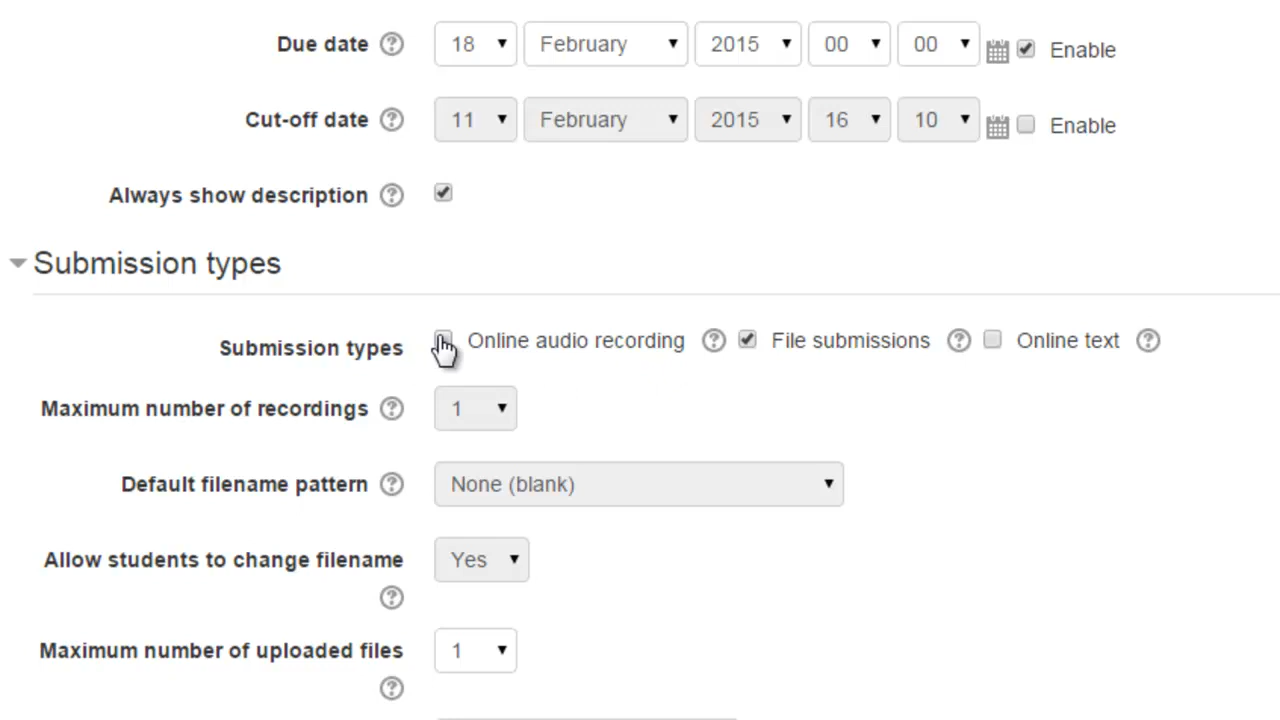 Due date 18 February 2015 00 00 Enable
Cut-off date 11 February 2015 16 10 Enable
Always show description
Submission types
Submission types Online audio recording File submissions Online text
Maximum number of recordings 1
Default filename pattern None (blank)
Allow students to change filename Yes
Maximum number of uploaded files 1